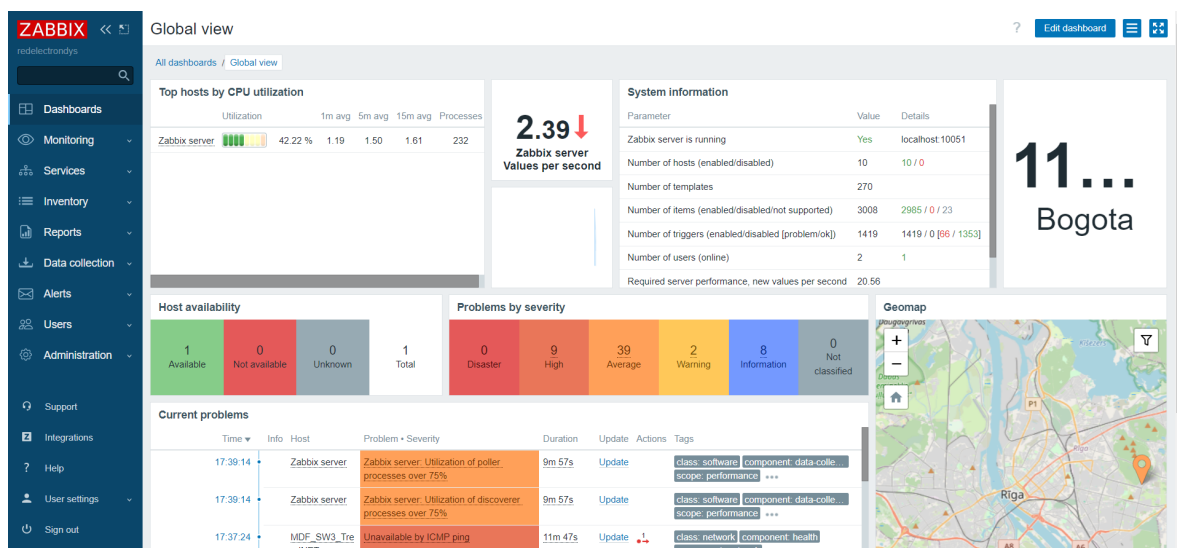 ZABBIX
redelectrondys
Dashboards
Monitoring
Services
Inventory
Reports
Data collection
Alerts
Users
Administration
Support
Integrations
Help
User settings
Sign out
Global view
? Edit dashboard
All dashboards / Global view
Top hosts by CPU utilization
Utilization 1m avg 5m avg 15m avg Processes
Zabbix server 42.22 % 1.19 1.50 1.61 232
2.39
Zabbix server
Values per second
System information
Parameter Value Details
Zabbix server is running Yes localhost:10051
Number of hosts (enabled/disabled) 10 10 / 0
Number of templates 270
Number of items (enabled/disabled/not supported) 3008 2985 / 0 / 23
Number of triggers (enabled/disabled [problem/ok]) 1419 1419 / 0 [66 / 1353]
Number of users (online) 2 1
Required server performance, new values per second 20.56
11...
Bogota
Host availability
1 Available
0 Not available
0 Unknown
1 Total
Problems by severity
0 Disaster
9 High
39 Average
2 Warning
8 Information
0 Not classified
Current problems
Time Info Host Problem • Severity Duration Update Actions Tags
17:39:14 Zabbix server Zabbix server: Utilization of poller 9m 57s Update class: software component: data-colle...
processes over 75% scope: performance
17:39:14 Zabbix server Zabbix server: Utilization of discoverer 9m 57s Update class: software component: data-colle...
processes over 75% scope: performance
17:37:24 MDF_SW3_Tre Unavailable by ICMP ping 11m 47s Update 1 class: network component: health
Geomap
Daugavgrīvas
+
−
P1
Rīga
A8
A6